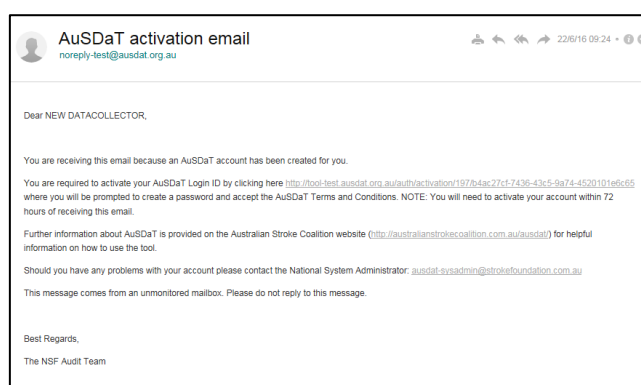 AuSDaT activation email
noreply-test@ausdat.org.au
22/6/16 09:24
Dear NEW DATACOLLECTOR,
You are receiving this email because an AuSDaT account has been created for you.
You are required to activate your AuSDaT Login ID by clicking here http://tool-test.ausdat.org.au/auth/activation/197/b4ac27cf-7436-43c5-9a74-4520101e6c65
where you will be prompted to create a password and accept the AuSDaT Terms and Conditions. NOTE: You will need to activate your account within 72
hours of receiving this email.
Further information about AuSDaT is provided on the Australian Stroke Coalition website (http://australianstrokecoalition.com.au/ausdat/) for helpful
information on how to use the tool.
Should you have any problems with your account please contact the National System Administrator: ausdat-sysadmin@strokefoundation.com.au
This message comes from an unmonitored mailbox. Please do not reply to this message.
Best Regards,
The NSF Audit Team